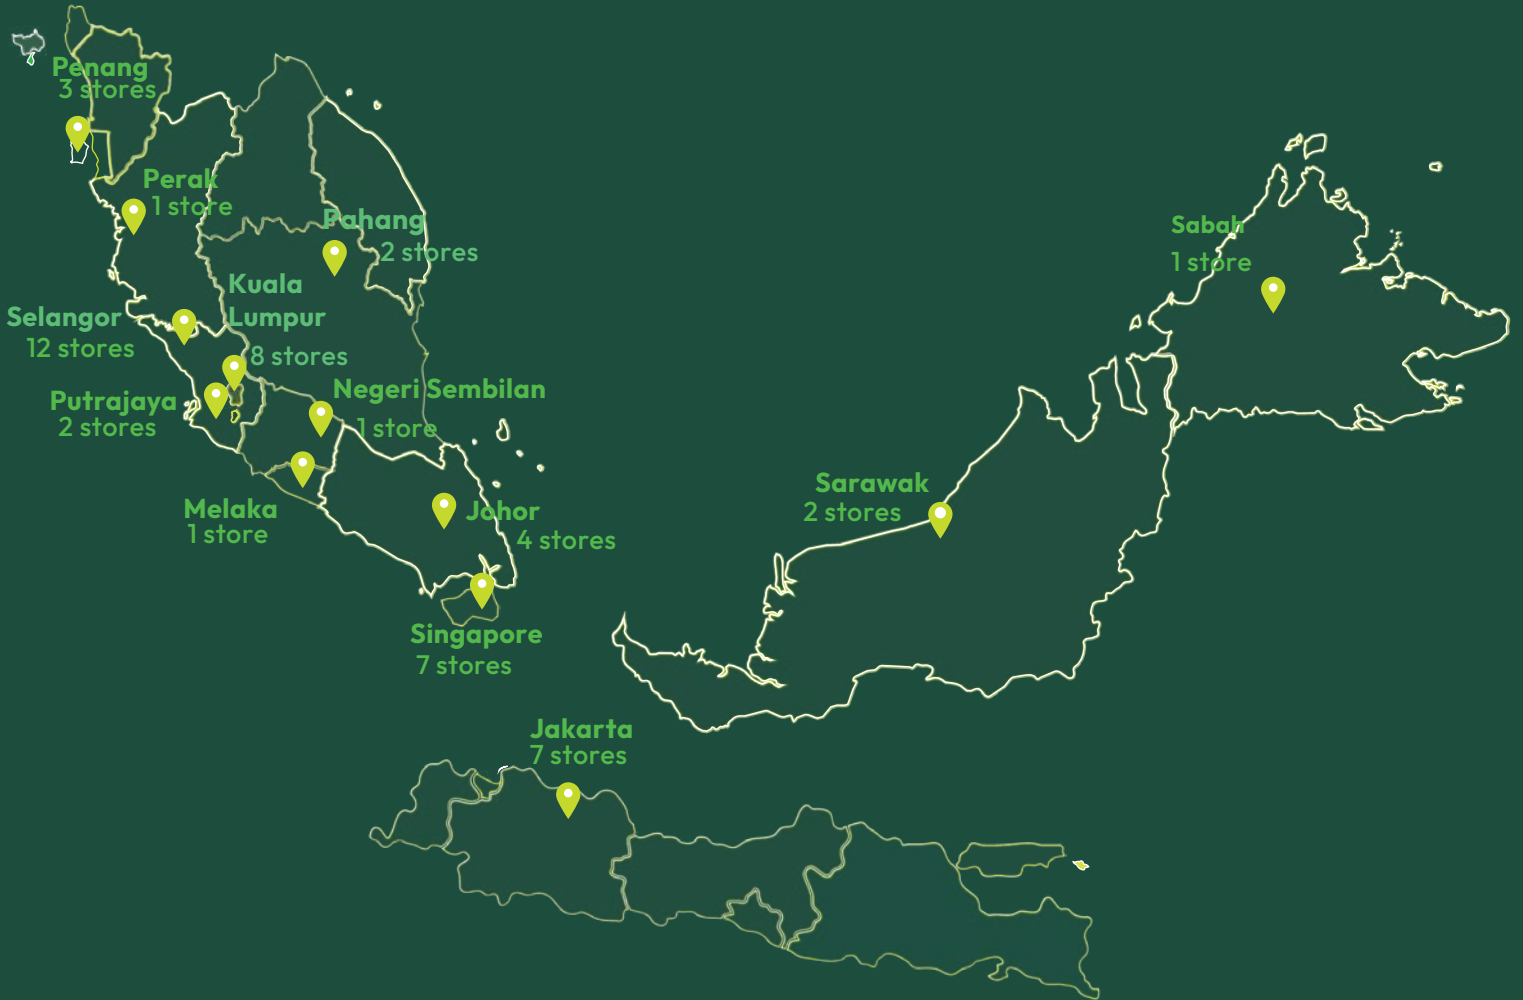 Penang
3 stores
Perak
1 store
Pahang
2 stores
Kuala
Lumpur
8 stores
Selangor
12 stores
Putrajaya
2 stores
Negeri Sembilan
1 store
Melaka
1 store
Johor
4 stores
Singapore
7 stores
Sabah
1 store
Sarawak
2 stores
Jakarta
7 stores